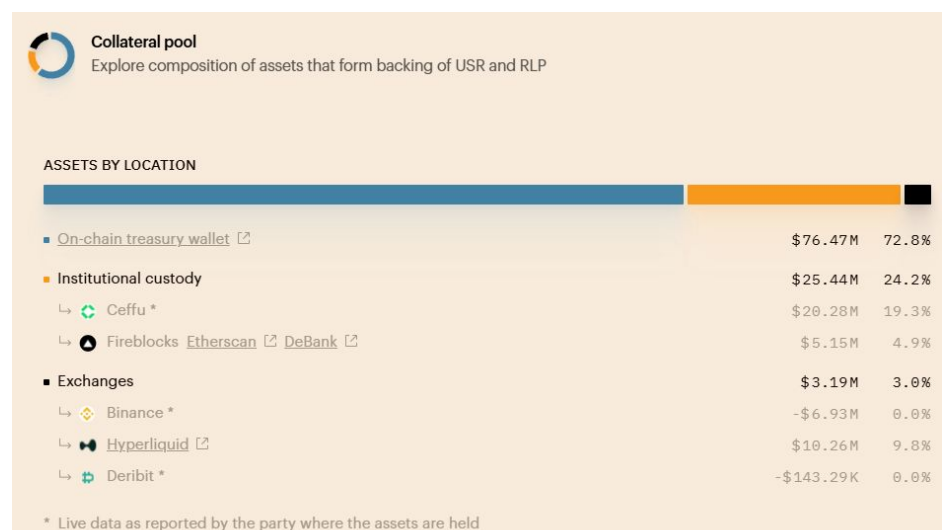 Collateral pool
Explore composition of assets that form backing of USR and RLP
ASSETS BY LOCATION
On-chain treasury wallet $76.47M 72.8%
Institutional custody $25.44M 24.2%
Ceffu * $20.28M 19.3%
Fireblocks Etherscan DeBank $5.15M 4.9%
Exchanges $3.19M 3.0%
Binance * -$6.93M 0.0%
Hyperliquid $10.26M 9.8%
Deribit * -$143.29K 0.0%
* Live data as reported by the party where the assets are held